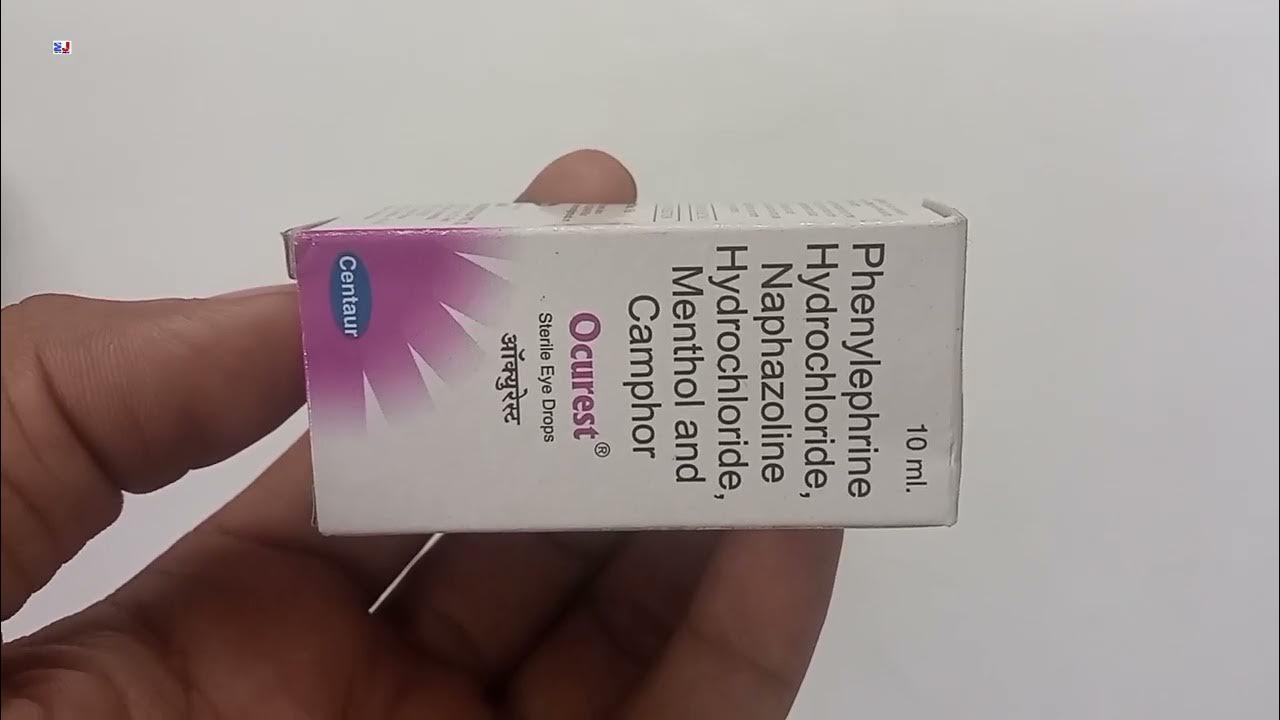 10 ml.
Phenylephrine
Hydrochloride,
Naphazoline
Hydrochloride,
Menthol and
Camphor
Ocurest®
Sterile Eye Drops
ऑक्युरेस्ट
Centaur